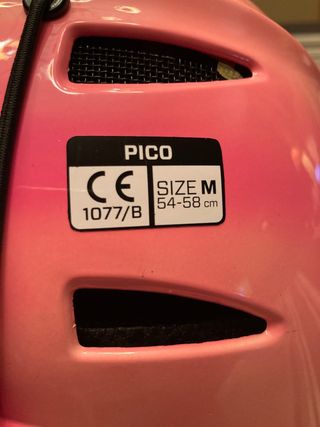 PICO
CE
1077/B
SIZE M
54-58 cm